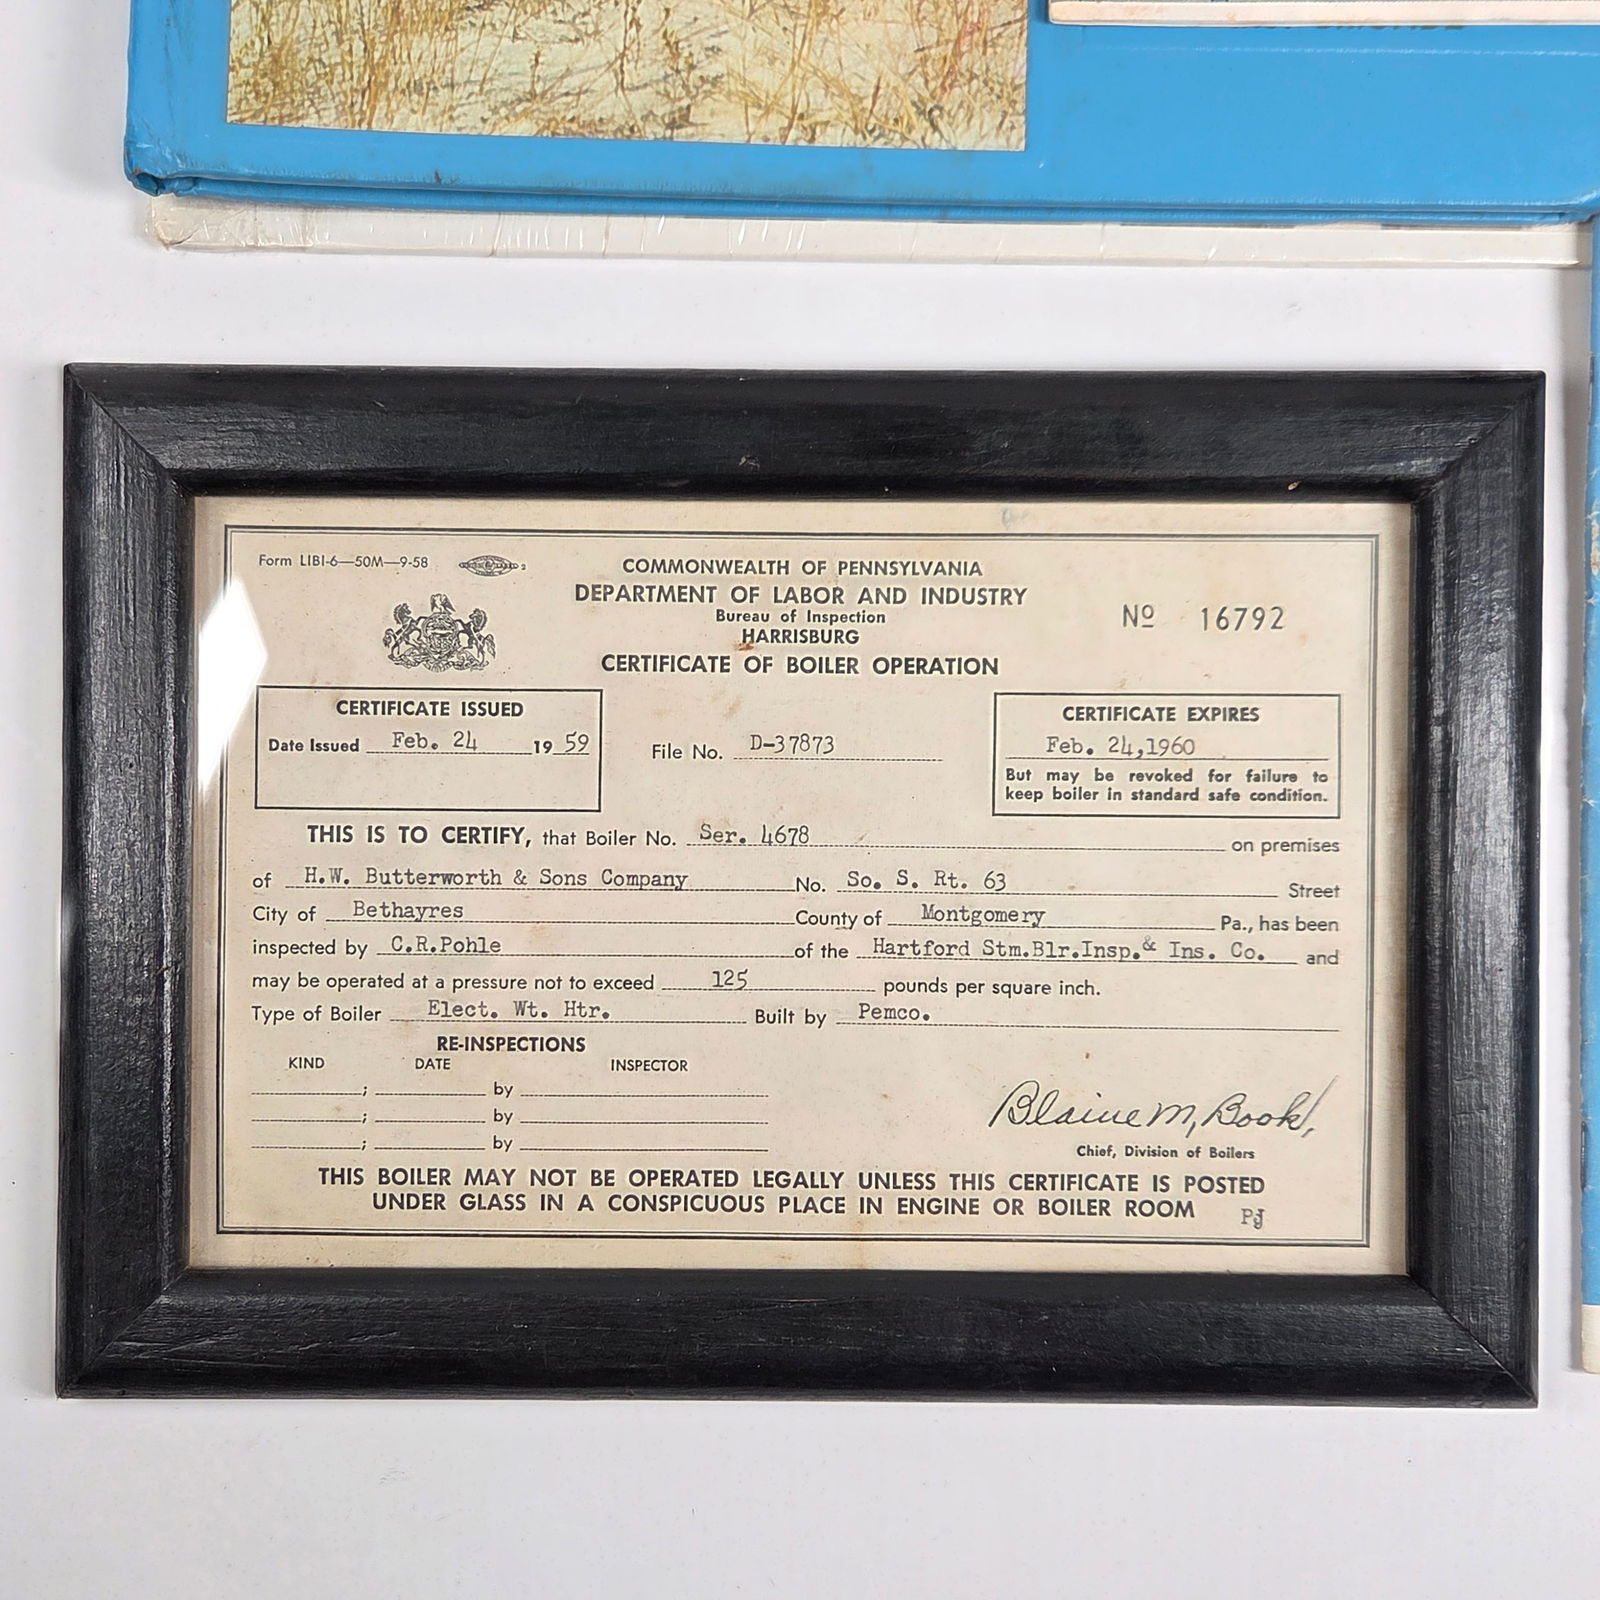 Form LIBI-6—50M—9-58
COMMONWEALTH OF PENNSYLVANIA
DEPARTMENT OF LABOR AND INDUSTRY
Bureau of Inspection
HARRISBURG
CERTIFICATE OF BOILER OPERATION
Nº 16792
CERTIFICATE ISSUED
Date Issued Feb. 24 19 59
File No. D-37873
CERTIFICATE EXPIRES
Feb. 24,1960
But may be revoked for failure to
keep boiler in standard safe condition.
THIS IS TO CERTIFY, that Boiler No. Ser. 4678 on premises
of H.W. Butterworth & Sons Company No. So. S. Rt. 63 Street
City of Bethayres County of Montgomery Pa., has been
inspected by C.R.Pohle of the Hartford Stm.Blr.Insp.& Ins. Co. and
may be operated at a pressure not to exceed 125 pounds per square inch.
Type of Boiler Elect. Wt. Htr. Built by Pemco.
RE-INSPECTIONS
KIND DATE INSPECTOR
; by
; by
; by
Blaine M. Book
Chief, Division of Boilers
THIS BOILER MAY NOT BE OPERATED LEGALLY UNLESS THIS CERTIFICATE IS POSTED
UNDER GLASS IN A CONSPICUOUS PLACE IN ENGINE OR BOILER ROOM
PJ